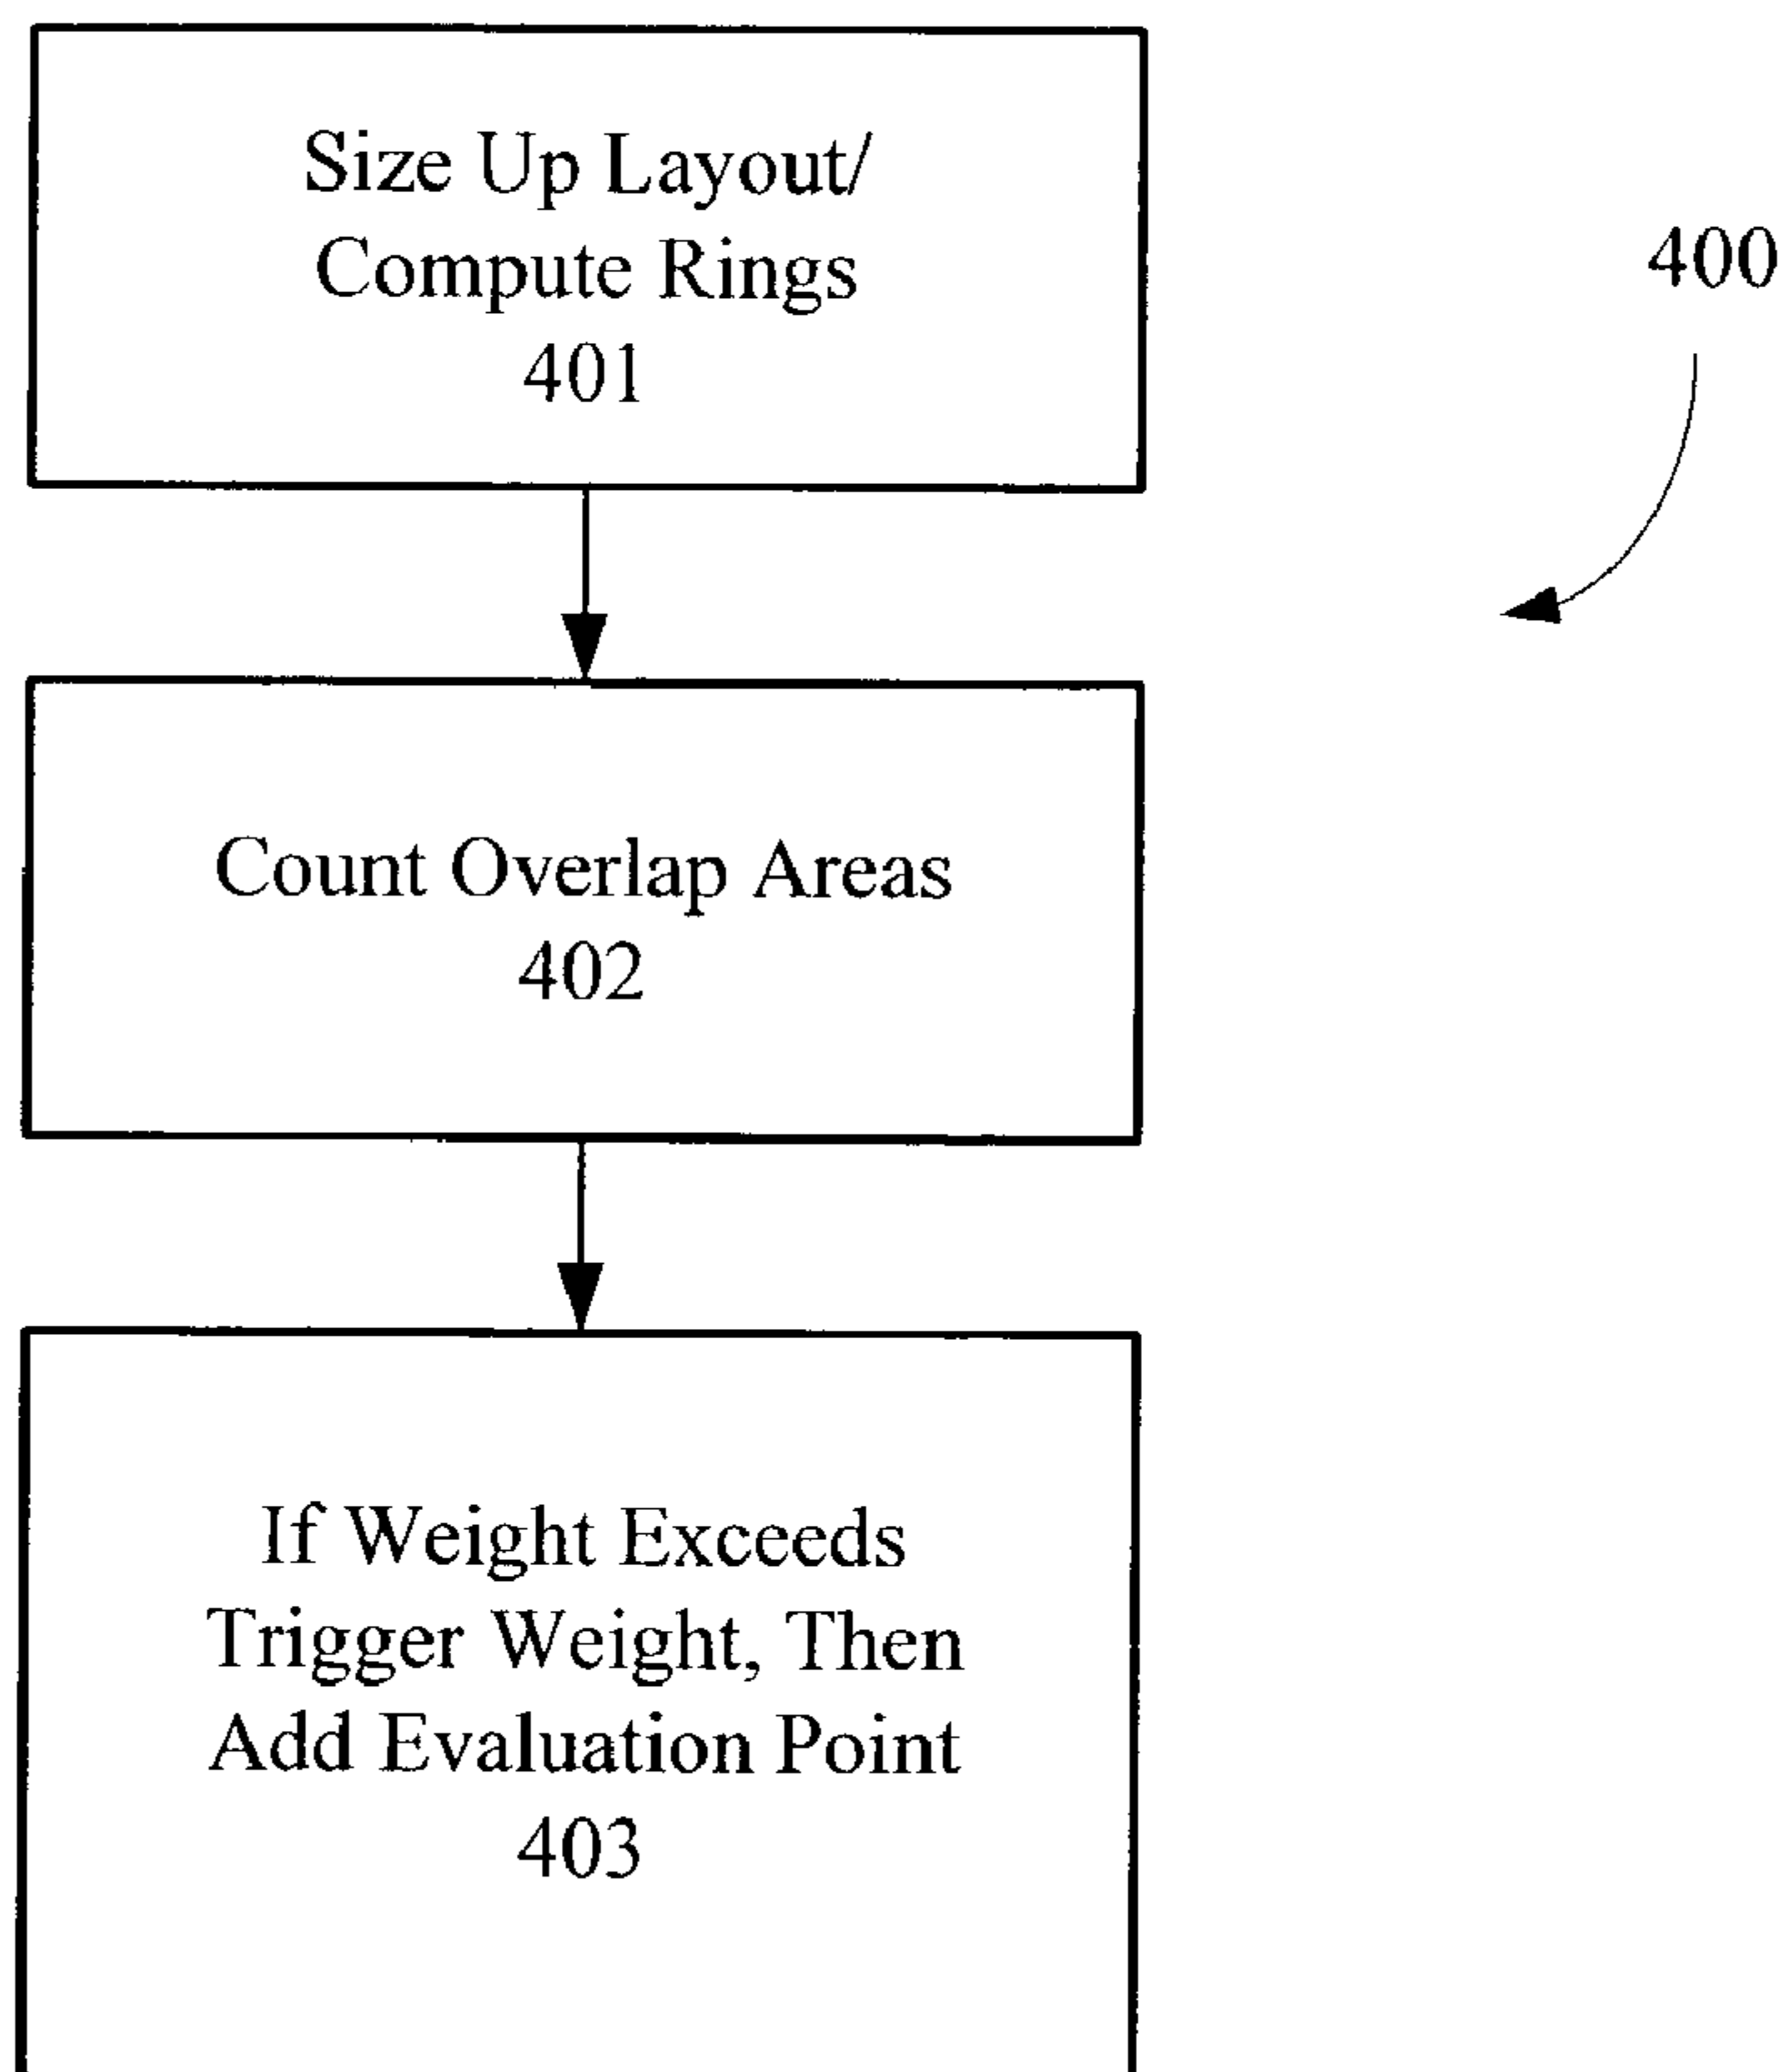 Size Up Layout/
Compute Rings
401
400
Count Overlap Areas
402
If Weight Exceeds
Trigger Weight, Then
Add Evaluation Point
403